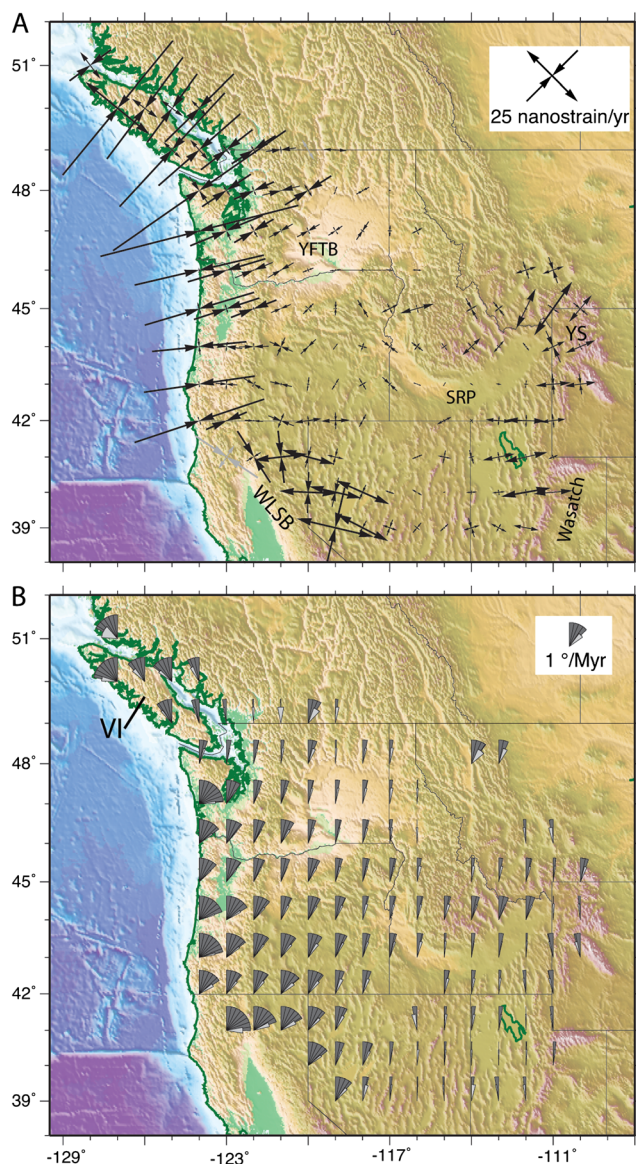 A
51°
48°
45°
42°
39°
25 nanostrain/yr
YFTB
YS
SRP
WLSB
Wasatch
B
51°
48°
45°
42°
39°
1 °/Myr
VI
-129° -123° -117° -111°